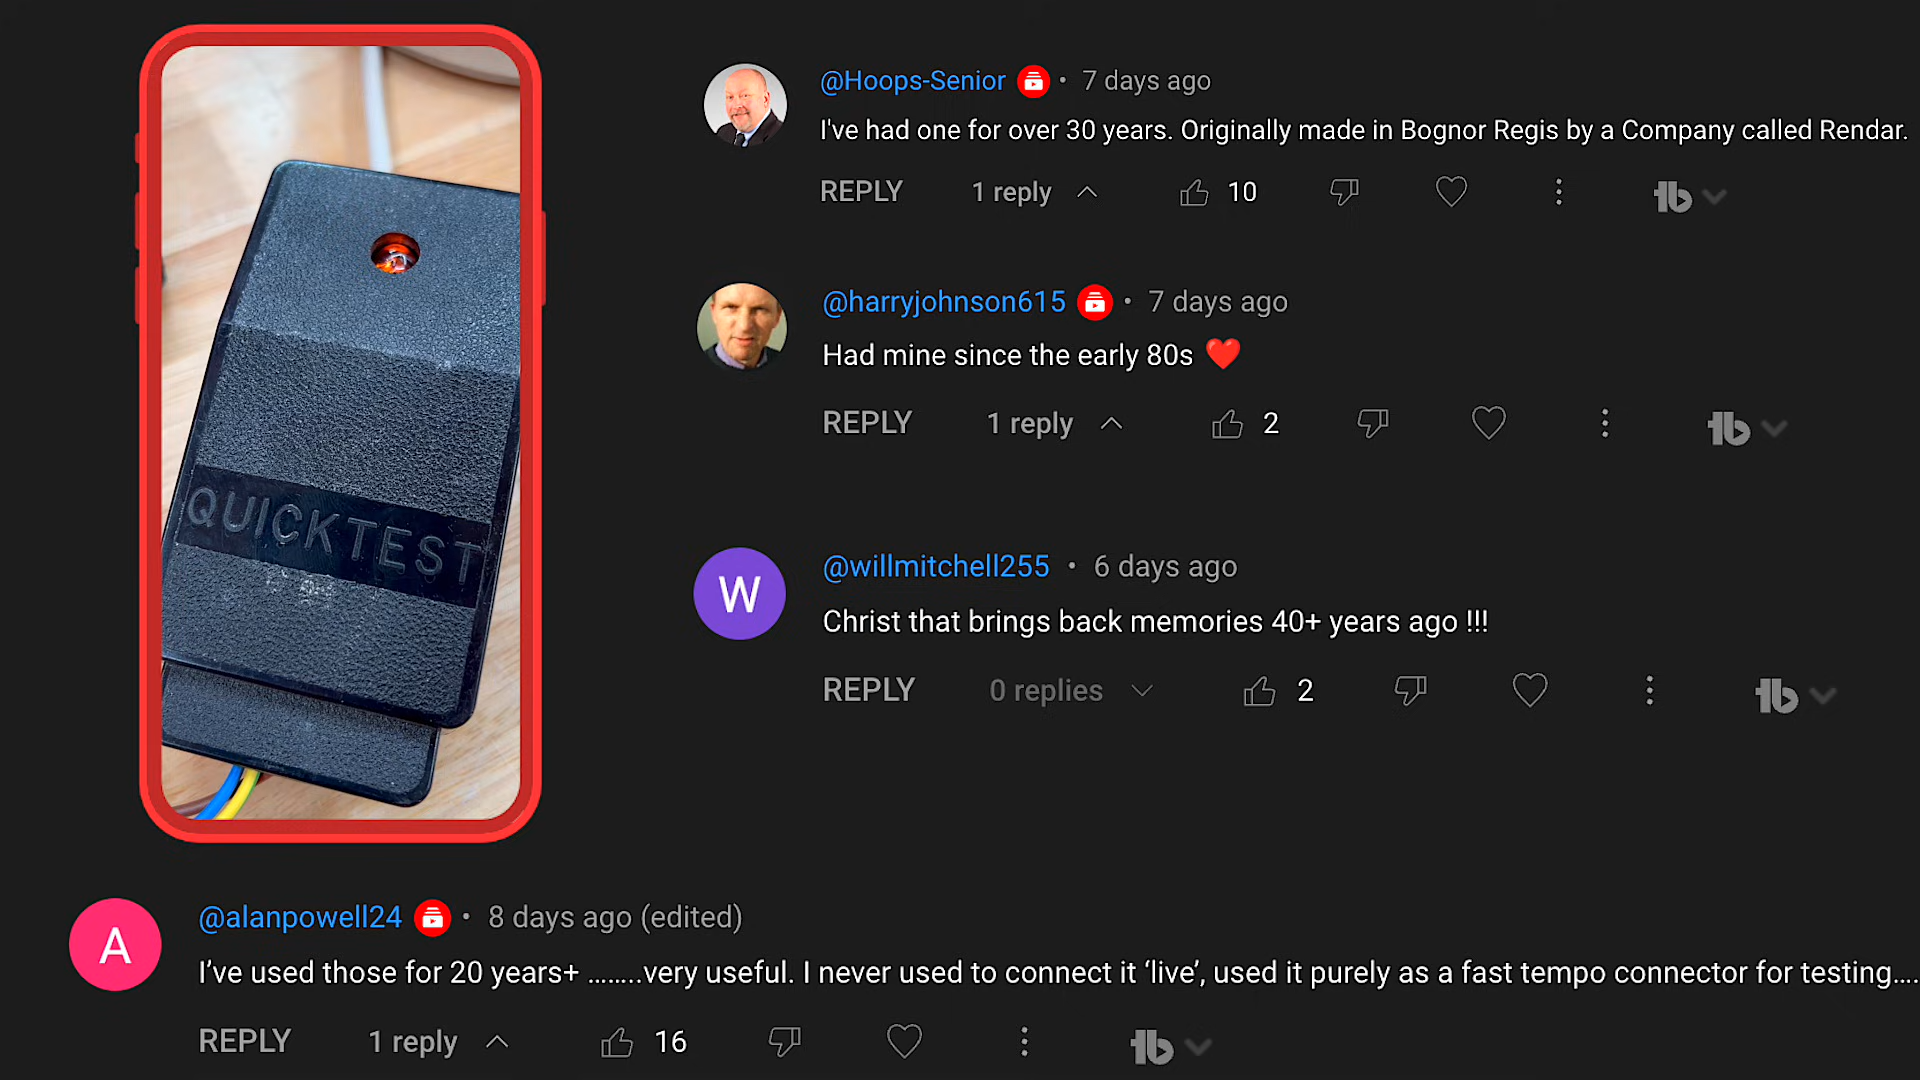 QUICKTEST
@Hoops-Senior • 7 days ago
I've had one for over 30 years. Originally made in Bognor Regis by a Company called Rendar.
REPLY 1 reply 10
@harryjohnson615 • 7 days ago
Had mine since the early 80s ❤️
REPLY 1 reply 2
W
@willmitchell255 • 6 days ago
Christ that brings back memories 40+ years ago !!!
REPLY 0 replies 2
A
@alanpowell24 • 8 days ago (edited)
I’ve used those for 20 years+ ……..very useful. I never used to connect it ‘live’, used it purely as a fast tempo connector for testing….
REPLY 1 reply 16